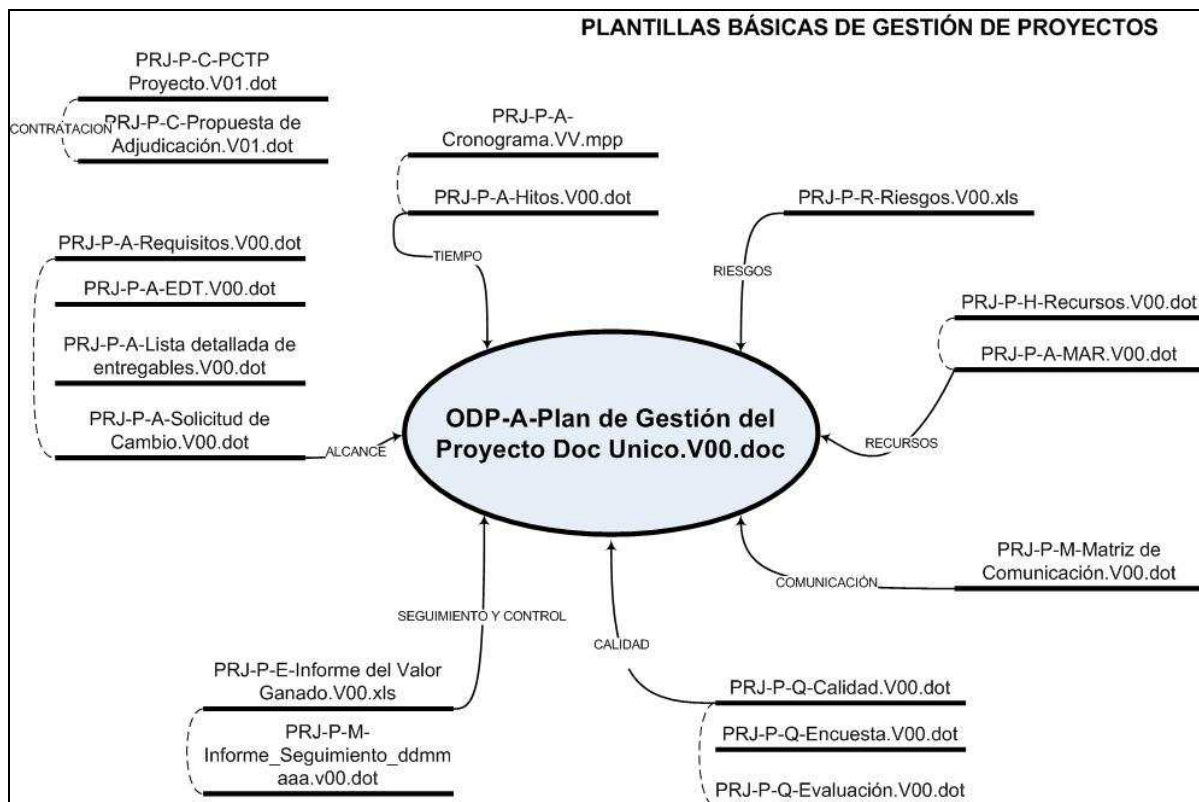 PLANTILLAS BÁSICAS DE GESTIÓN DE PROYECTOS
PRJ-P-C-PCTP
Proyecto.V01.dot
CONTRATACION
PRJ-P-C-Propuesta de
Adjudicación.V01.dot
PRJ-P-A-
Cronograma.VV.mpp
PRJ-P-A-Hitos.V00.dot
TIEMPO
PRJ-P-R-Riesgos.V00.xls
RIESGOS
PRJ-P-A-Requisitos.V00.dot
PRJ-P-A-EDT.V00.dot
PRJ-P-A-Lista detallada de
entregables.V00.dot
PRJ-P-A-Solicitud de
Cambio.V00.dot
ALCANCE
PRJ-P-H-Recursos.V00.dot
PRJ-P-A-MAR.V00.dot
RECURSOS
ODP-A-Plan de Gestión del
Proyecto Doc Unico.V00.doc
PRJ-P-M-Matriz de
Comunicación.V00.dot
COMUNICACIÓN
SEGUIMIENTO Y CONTROL
PRJ-P-E-Informe del Valor
Ganado.V00.xls
PRJ-P-M-
Informe_Seguimiento_ddmm
aaa.v00.dot
CALIDAD
PRJ-P-Q-Calidad.V00.dot
PRJ-P-Q-Encuesta.V00.dot
PRJ-P-Q-Evaluación.V00.dot